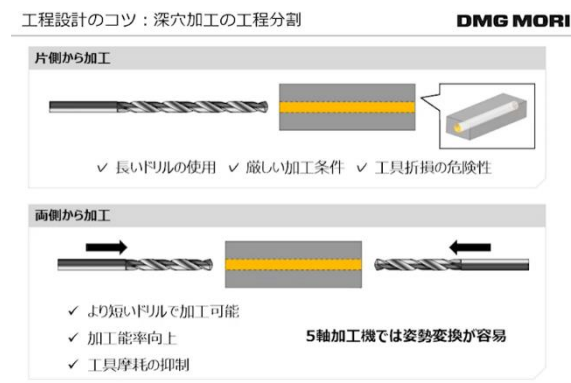 工程設計のコツ：深穴加工の工程分割
DMG MORI
片側から加工
✓ 長いドリルの使用 ✓ 厳しい加工条件 ✓ 工具折損の危険性
両側から加工
✓ より短いドリルで加工可能
✓ 加工能率向上
✓ 工具摩耗の抑制
5軸加工機では姿勢変換が容易